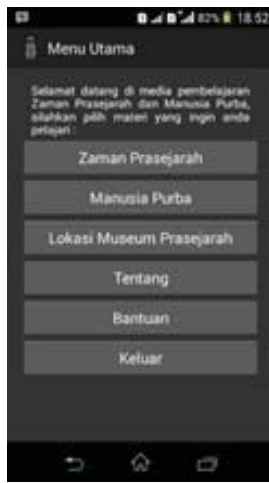 82% 18.52
Menu Utama
Selamat datang di media pembelajaran
Zaman Prasejarah dan Manusia Purba,
silahkan pilih materi yang ingin anda
pelajari :
Zaman Prasejarah
Manusia Purba
Lokasi Museum Prasejarah
Tentang
Bantuan
Keluar